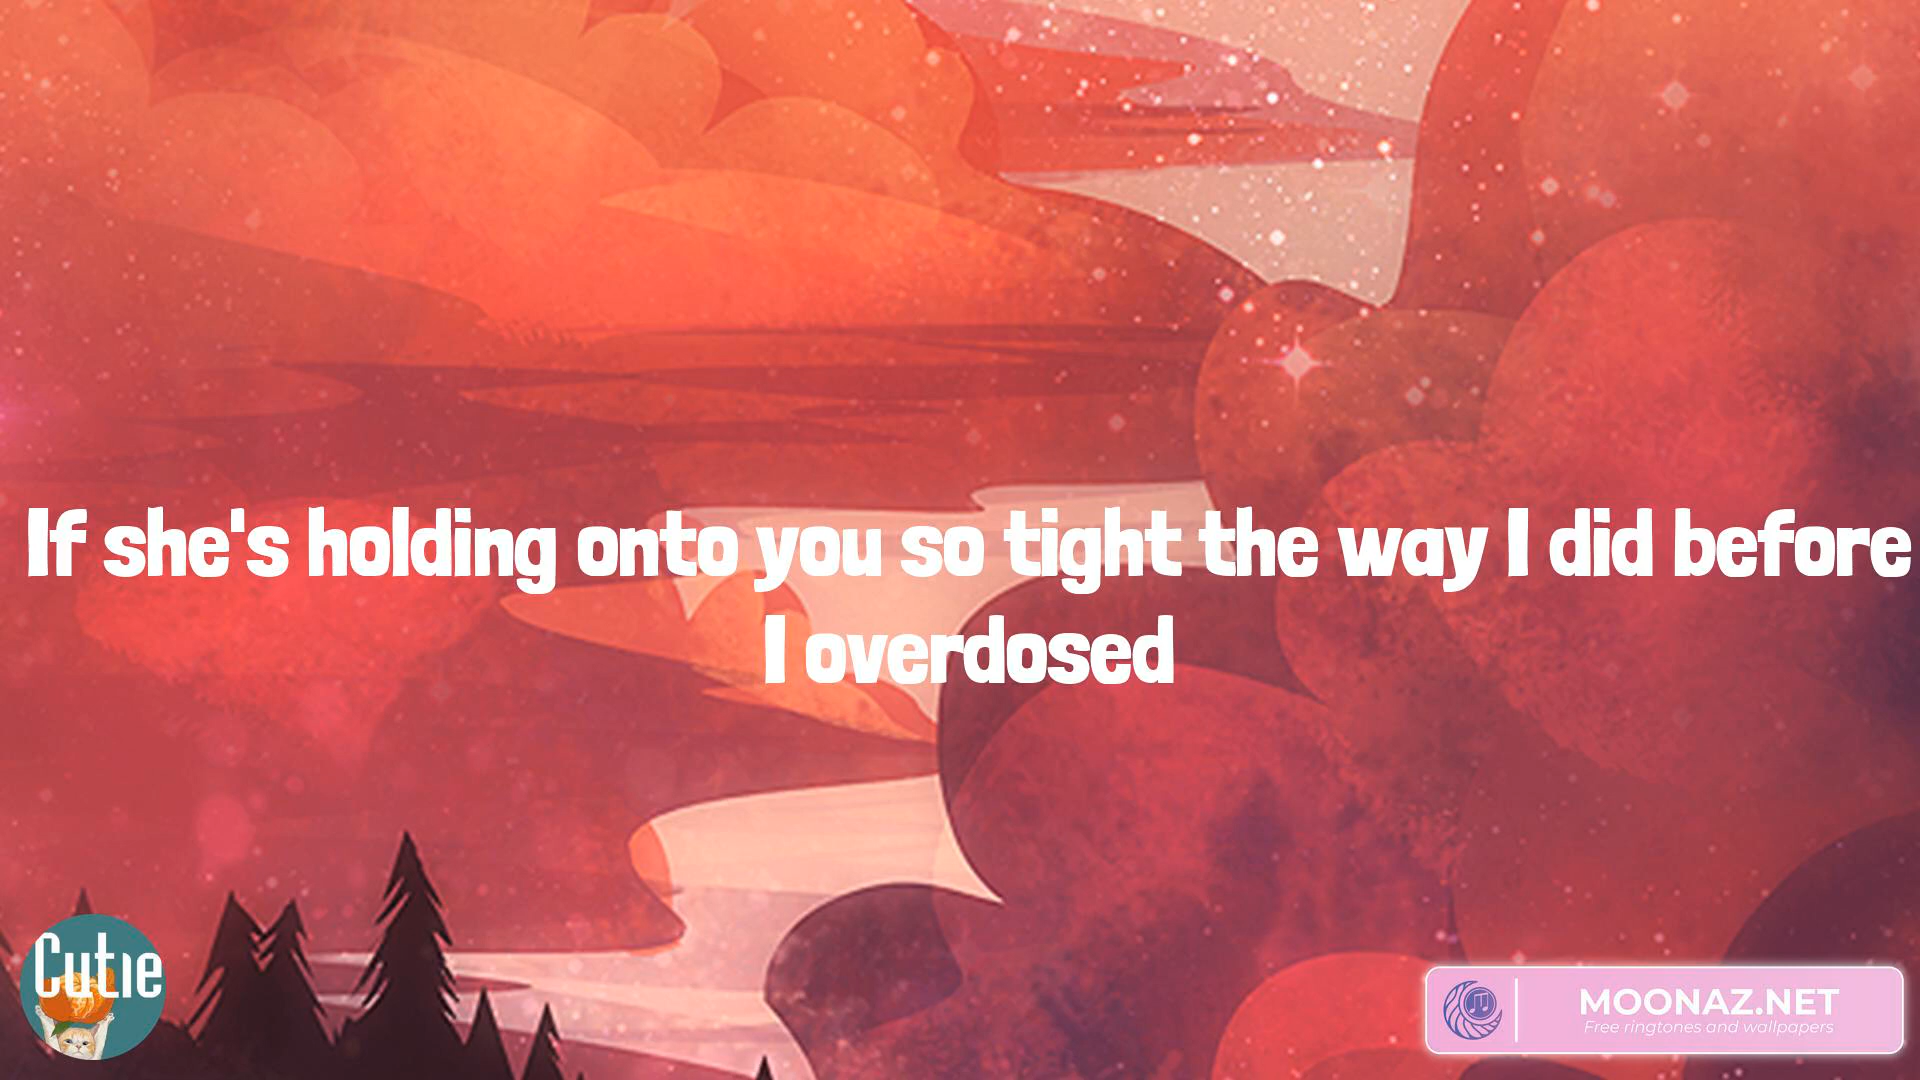 If she's holding onto you so tight the way I did before
I overdosed
Cutie
MOONAZ.NET
Free ringtones and wallpapers